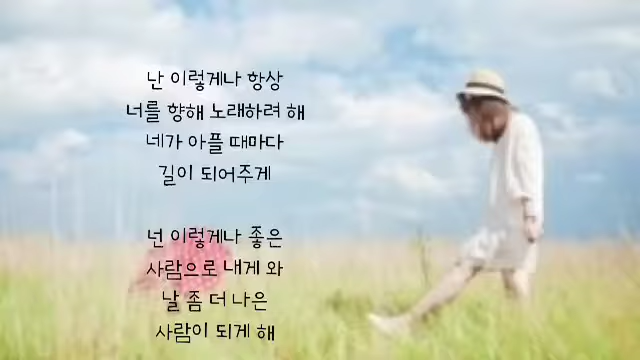 난 이렇게나 항상
너를 향해 노래하려 해
네가 아플 때마다
길이 되어주게
넌 이렇게나 좋은
사람으로 내게 와
날 좀 더 나은
사람이 되게 해